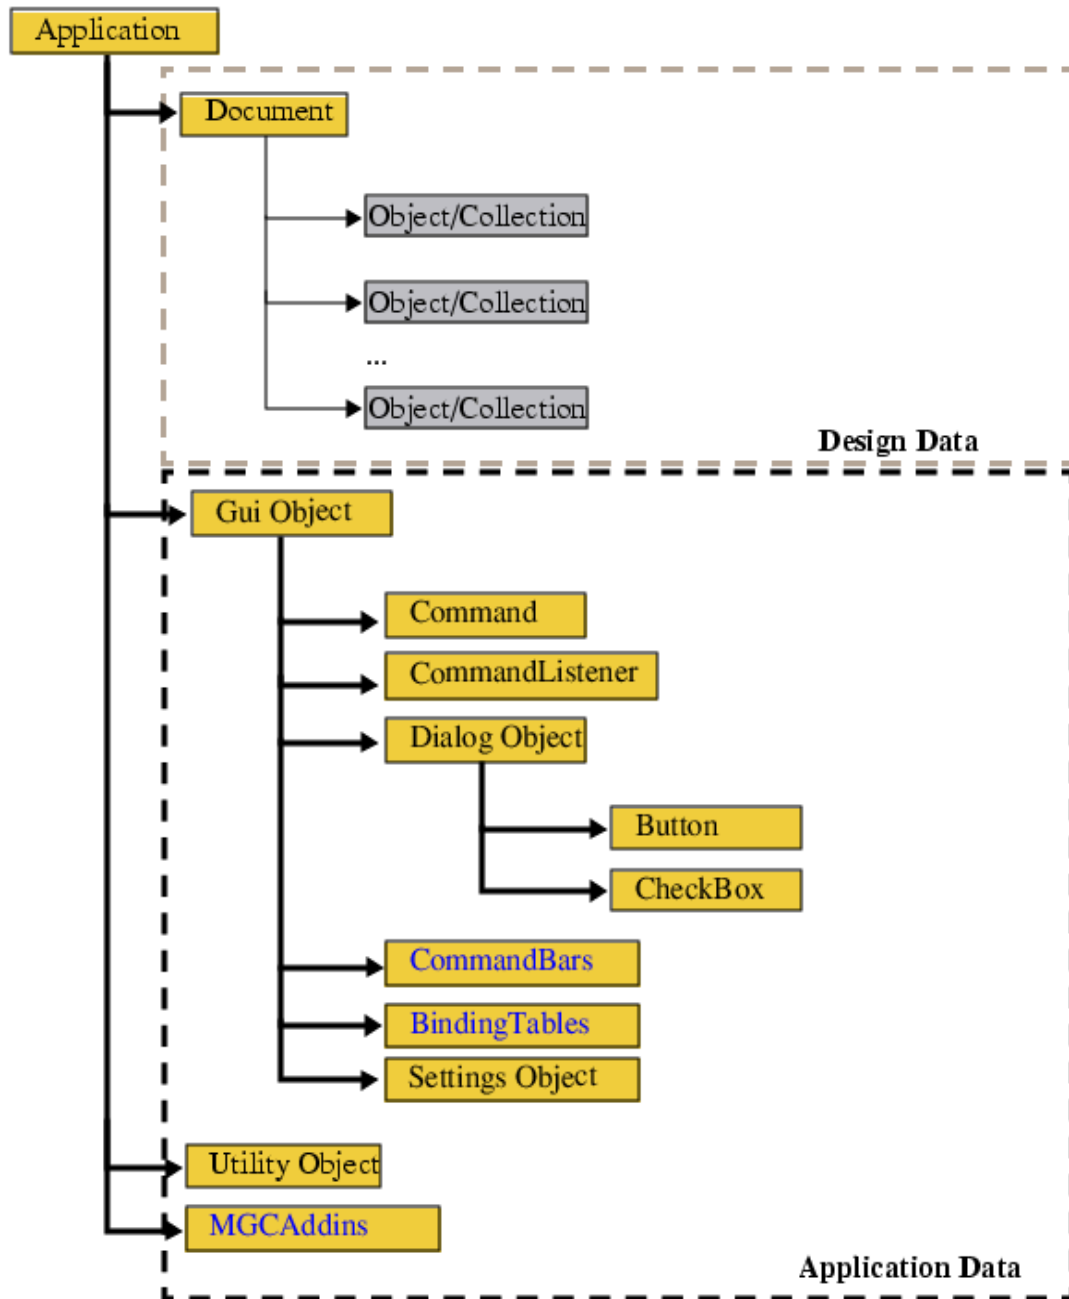 Application
Document
Object/Collection
Object/Collection
...
Object/Collection
Design Data
Gui Object
Command
CommandListener
Dialog Object
Button
CheckBox
CommandBars
BindingTables
Settings Object
Utility Object
MGCAddins
Application Data